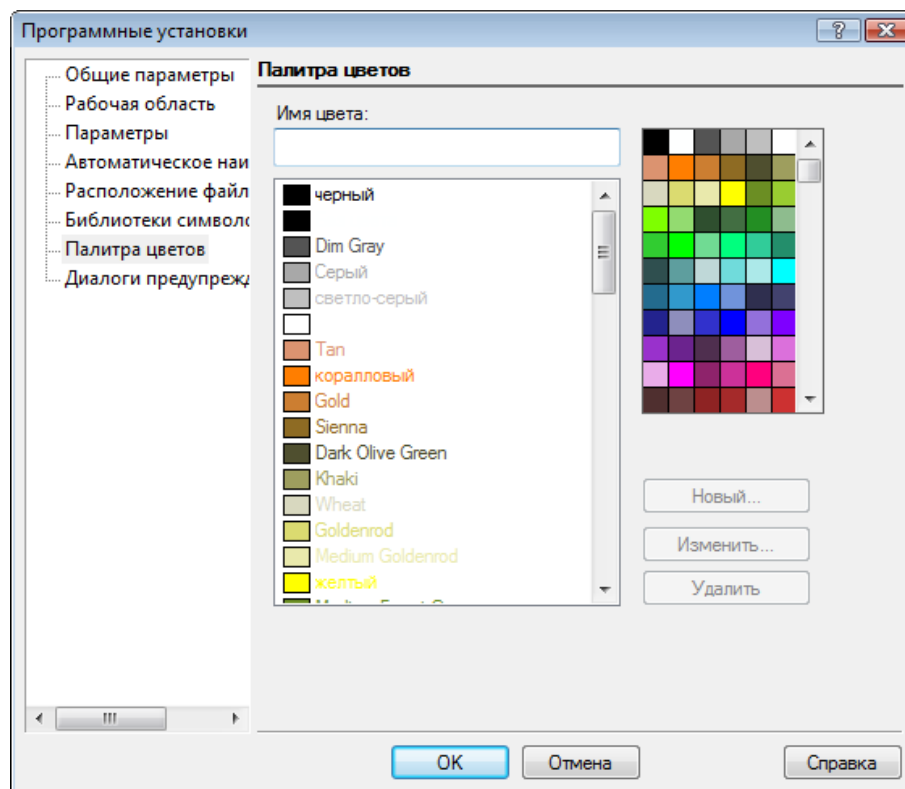 Программные установки
Общие параметры
Рабочая область
Параметры
Автоматическое наи
Расположение файл
Библиотеки символо
Палитра цветов
Диалоги предупрежд
Палитра цветов
Имя цвета:
черный
Dim Gray
Серый
светло-серый
Tan
коралловый
Gold
Sienna
Dark Olive Green
Khaki
Wheat
Goldenrod
Medium Goldenrod
желтый
Новый...
Изменить...
Удалить
OK
Отмена
Справка